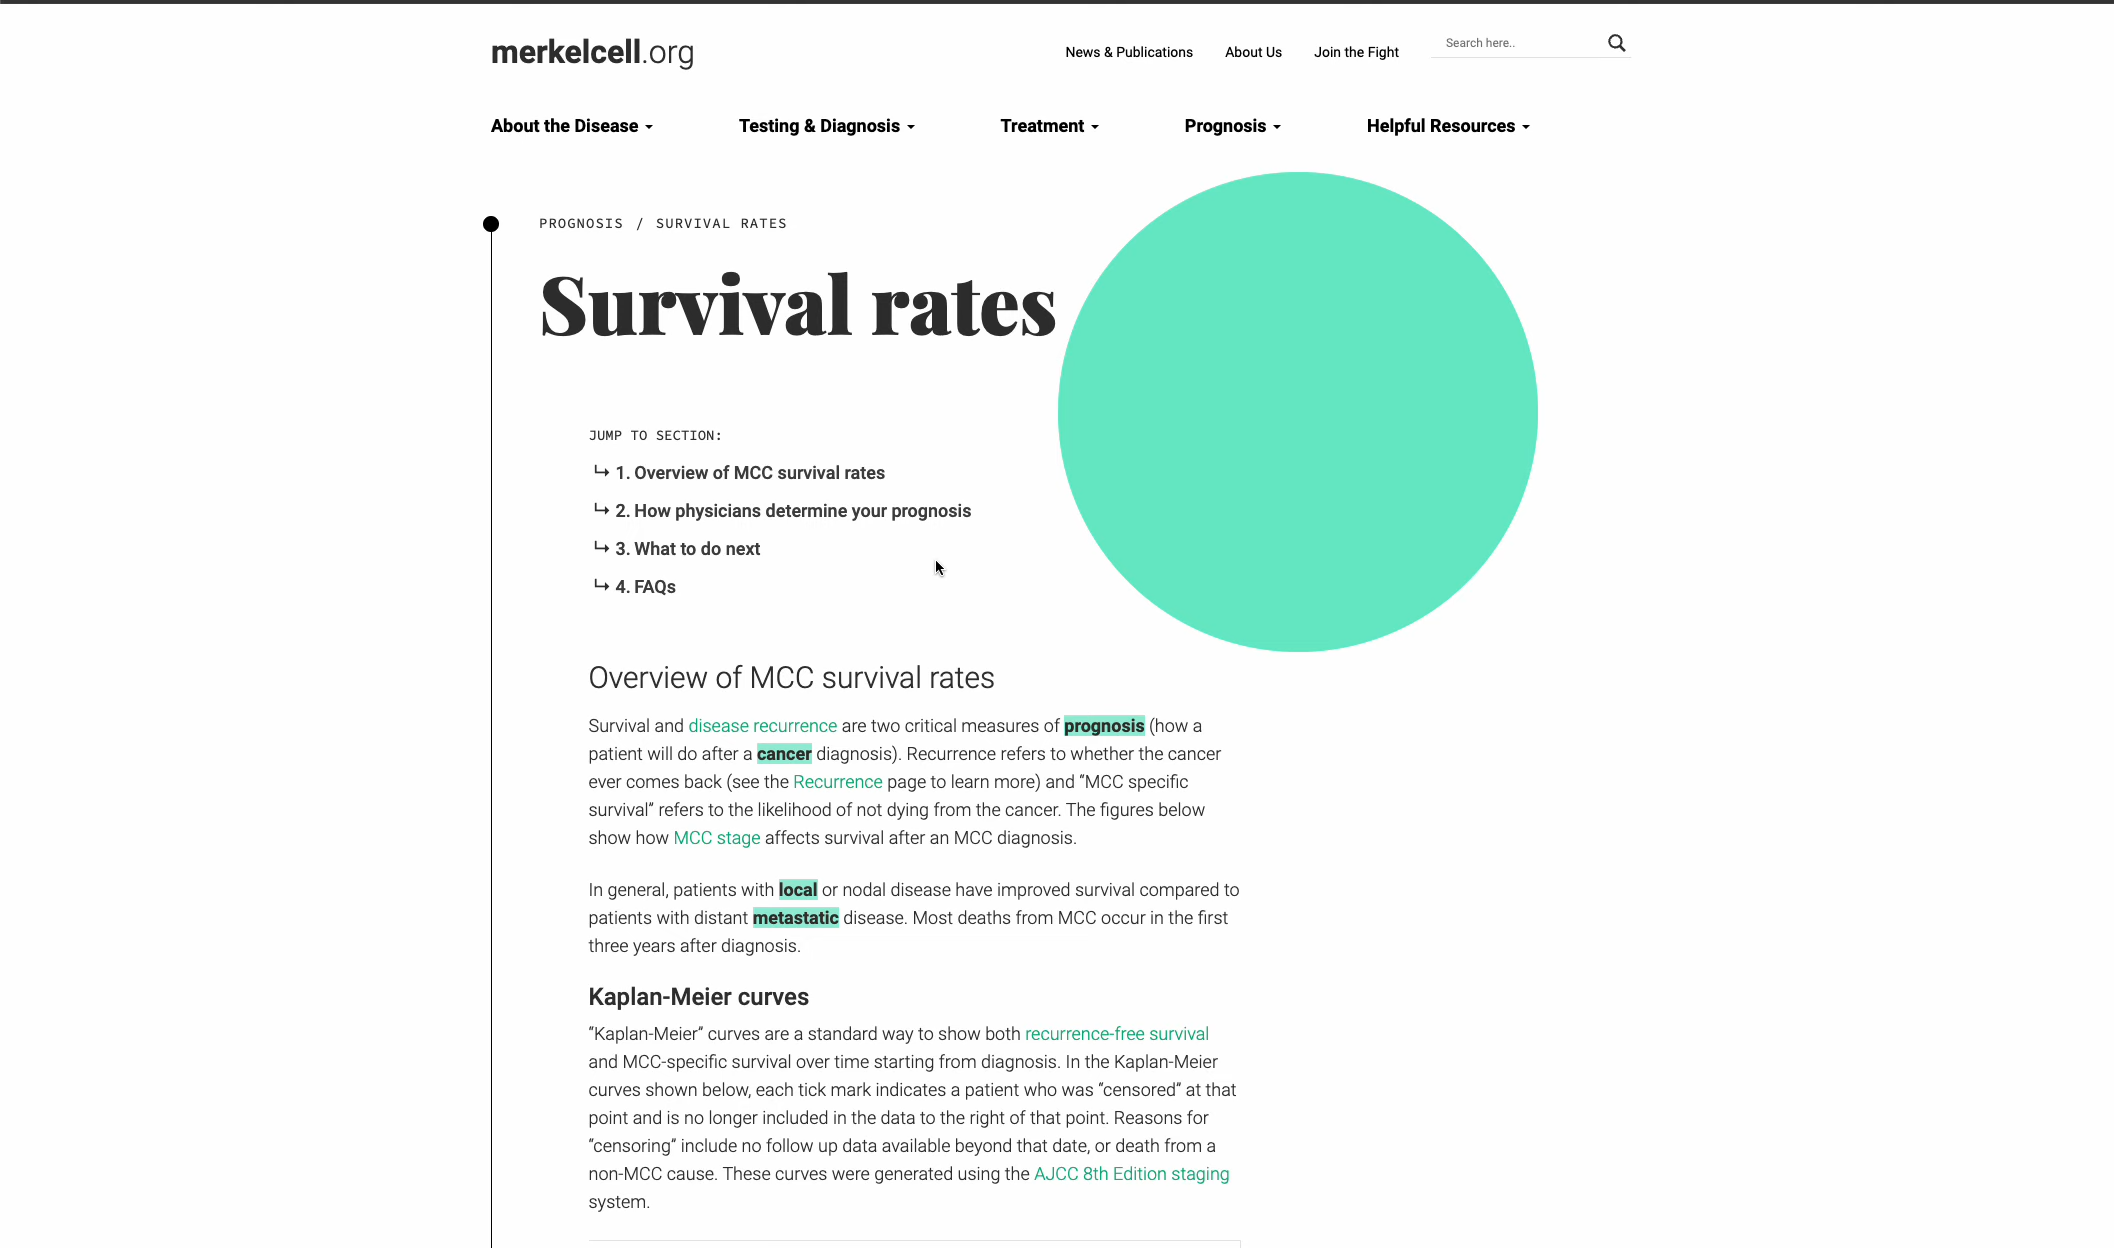 merkelcell.org
News & Publications
About Us
Join the Fight
Search here..
About the Disease
Testing & Diagnosis
Treatment
Prognosis
Helpful Resources
PROGNOSIS / SURVIVAL RATES
Survival rates
JUMP TO SECTION:
1. Overview of MCC survival rates
2. How physicians determine your prognosis
3. What to do next
4. FAQs
Overview of MCC survival rates
Survival and disease recurrence are two critical measures of prognosis (how a
patient will do after a cancer diagnosis). Recurrence refers to whether the cancer
ever comes back (see the Recurrence page to learn more) and “MCC specific
survival” refers to the likelihood of not dying from the cancer. The figures below
show how MCC stage affects survival after an MCC diagnosis.
In general, patients with local or nodal disease have improved survival compared to
patients with distant metastatic disease. Most deaths from MCC occur in the first
three years after diagnosis.
Kaplan-Meier curves
“Kaplan-Meier” curves are a standard way to show both recurrence-free survival
and MCC-specific survival over time starting from diagnosis. In the Kaplan-Meier
curves shown below, each tick mark indicates a patient who was “censored” at that
point and is no longer included in the data to the right of that point. Reasons for
“censoring” include no follow up data available beyond that date, or death from a
non-MCC cause. These curves were generated using the AJCC 8th Edition staging
system.